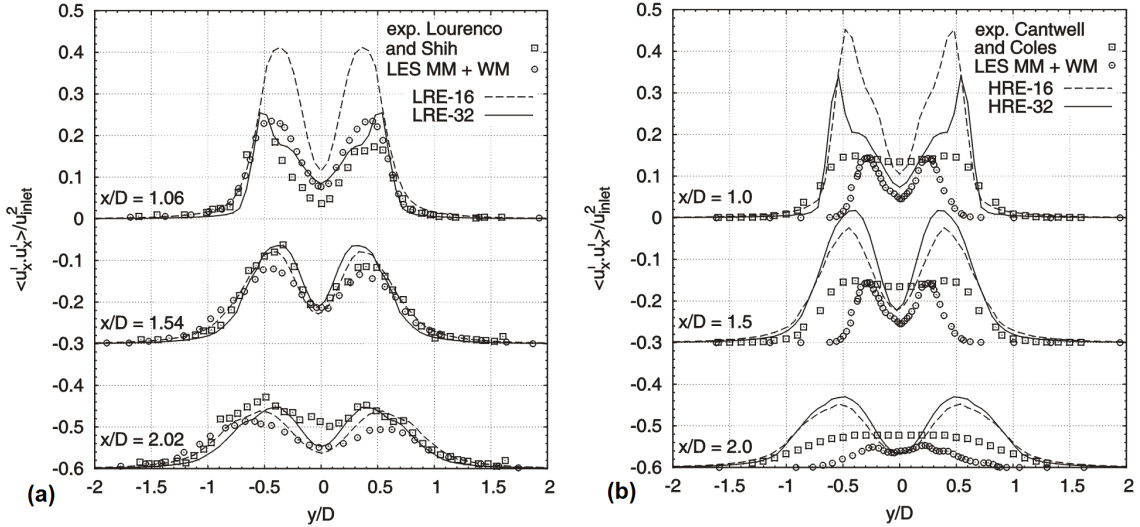 <u'x.u'x>/u²inlet
0.5
0.4
0.3
0.2
0.1
0
-0.1
-0.2
-0.3
-0.4
-0.5
-0.6
exp. Lourenco
and Shih
LES MM + WM
LRE-16
LRE-32
x/D = 1.06
x/D = 1.54
x/D = 2.02
-2 -1.5 -1 -0.5 0 0.5 1 1.5 2
(a)
y/D
<u'x.u'x>/u²inlet
0.5
0.4
0.3
0.2
0.1
0
-0.1
-0.2
-0.3
-0.4
-0.5
-0.6
exp. Cantwell
and Coles
LES MM + WM
HRE-16
HRE-32
x/D = 1.0
x/D = 1.5
x/D = 2.0
-2 -1.5 -1 -0.5 0 0.5 1 1.5 2
(b)
y/D